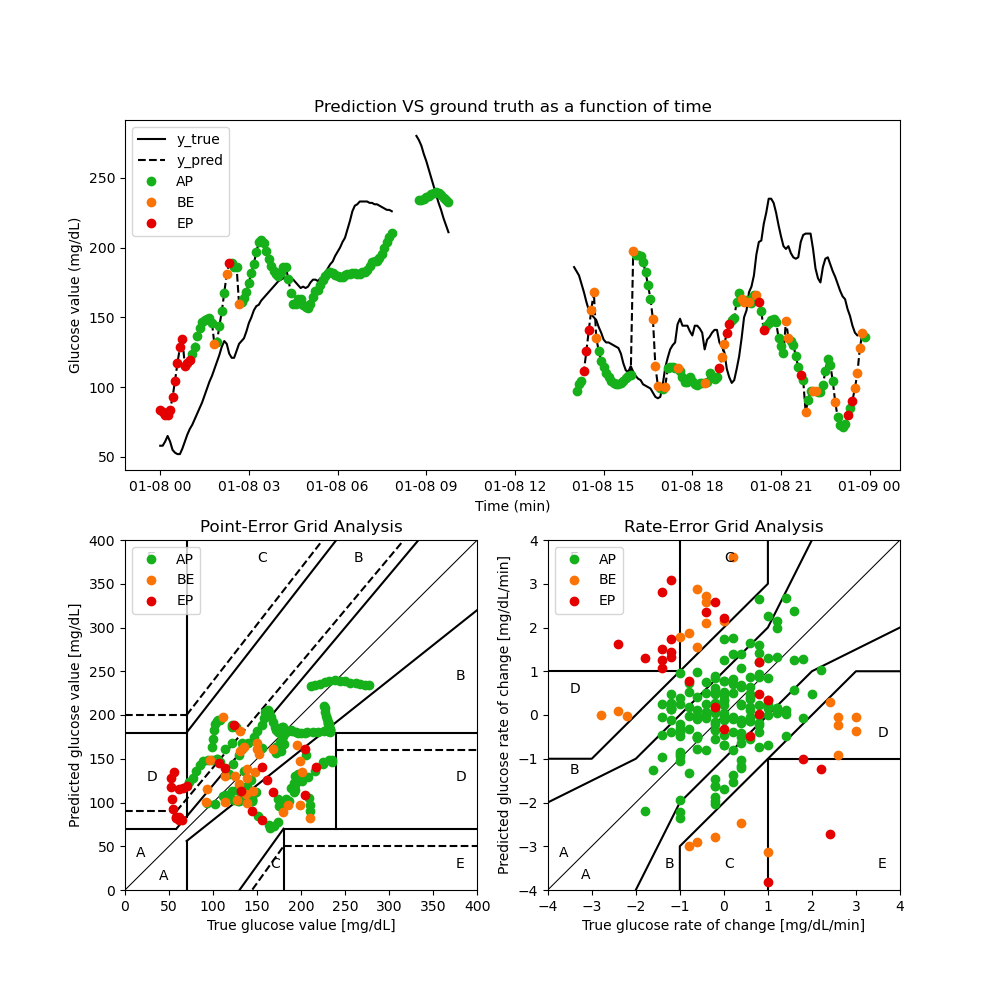 Prediction VS ground truth as a function of time
Glucose value (mg/dL)
250
200
150
100
50
y_true
y_pred
AP
BE
EP
01-08 00 01-08 03 01-08 06 01-08 09 01-08 12 01-08 15 01-08 18 01-08 21 01-09 00
Time (min)
Point-Error Grid Analysis
Predicted glucose value [mg/dL]
400
350
300
250
200
150
100
50
0
AP
BE
EP
C
B
B
D
D
A
A
C
E
0 50 100 150 200 250 300 350 400
True glucose value [mg/dL]
Rate-Error Grid Analysis
Predicted glucose rate of change [mg/dL/min]
4
3
2
1
0
−1
−2
−3
−4
AP
BE
EP
C
D
D
B
A
A
B
C
E
−4 −3 −2 −1 0 1 2 3 4
True glucose rate of change [mg/dL/min]